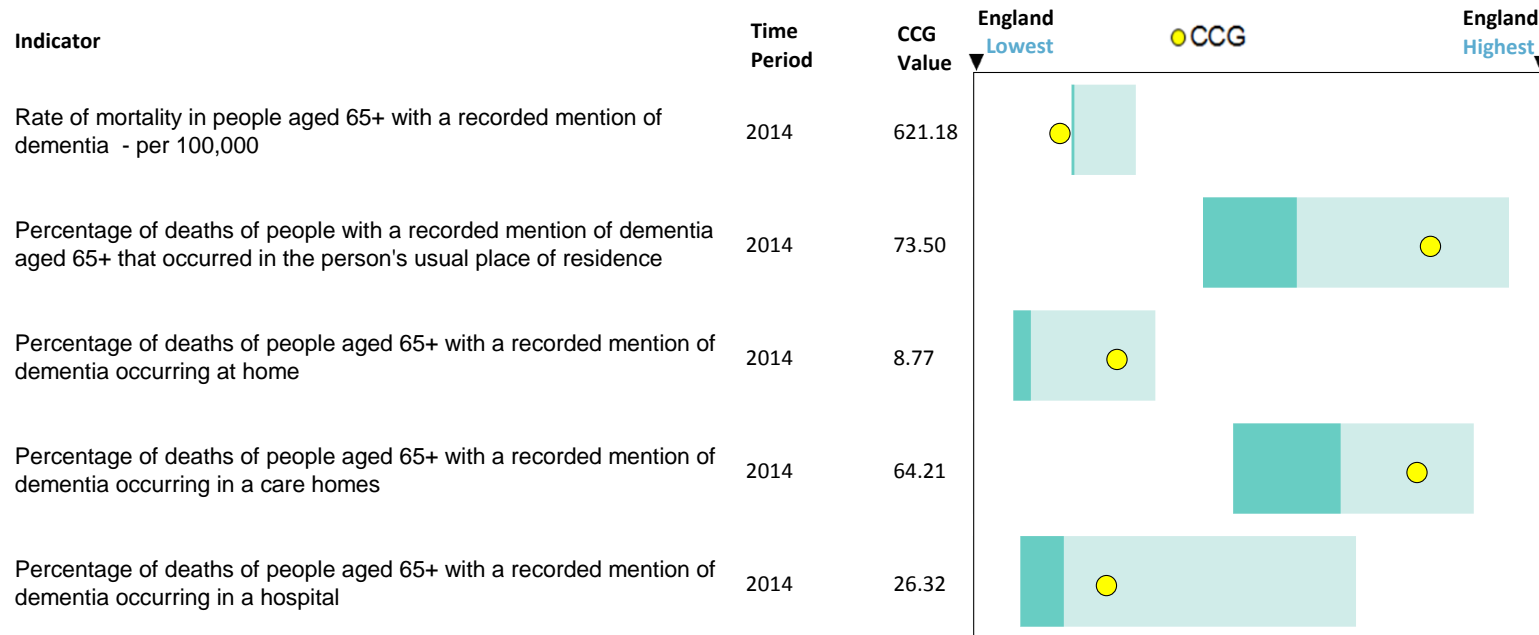 Indicator
Time
Period
CCG
Value
England
Lowest
CCG
England
Highest
Rate of mortality in people aged 65+ with a recorded mention of
dementia  - per 100,000
2014
621.18
Percentage of deaths of people with a recorded mention of dementia
aged 65+ that occurred in the person's usual place of residence
2014
73.50
Percentage of deaths of people aged 65+ with a recorded mention of
dementia occurring at home
2014
8.77
Percentage of deaths of people aged 65+ with a recorded mention of
dementia occurring in a care homes
2014
64.21
Percentage of deaths of people aged 65+ with a recorded mention of
dementia occurring in a hospital
2014
26.32